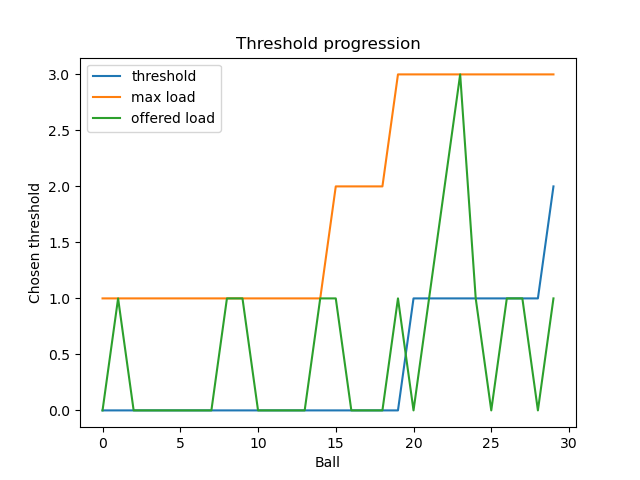 Threshold progression
threshold
max load
offered load
Chosen threshold
3.0
2.5
2.0
1.5
1.0
0.5
0.0
0 5 10 15 20 25 30
Ball